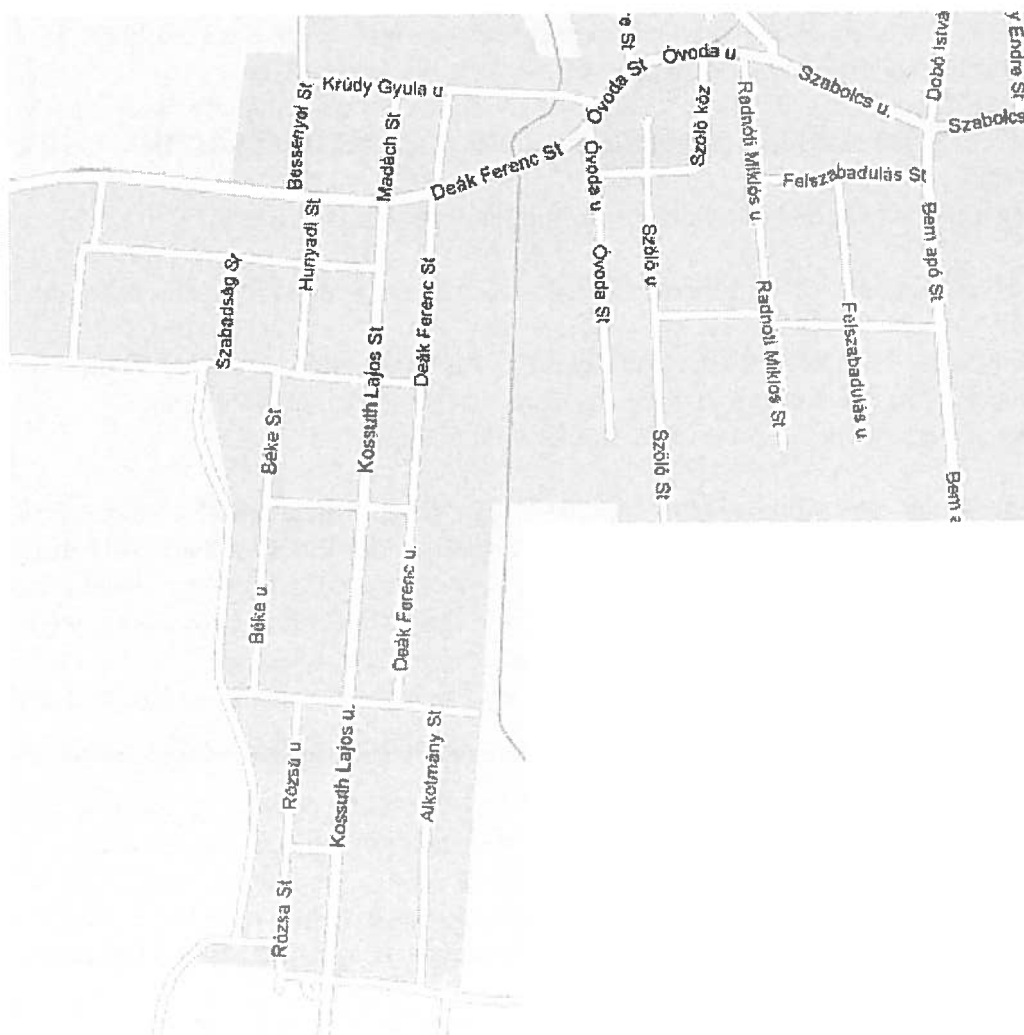 e St
Óvoda u.
Dobó Istvá
y Endre St
Krúdy Gyula u
Óvoda St
Szabolcs u.
Szabolcs
Bessenyei St
Madách St
Szőlő köz
Radnóti Miklós u.
Deák Ferenc St
Óvoda u.
Felszabadulás St
Hunyadi St
Szőlő u
Bem apó St
Szabadság Sr
Óvoda St
Deák Ferenc St
Kossuth Lajos St
Radnóti Miklós St
Felszabadulás u.
Béke St
Szőlő St
Bem a
Béke u.
Deák Ferenc u.
Rózsu u
Kossuth Lajos u.
Alkotmány St
Rózsa St